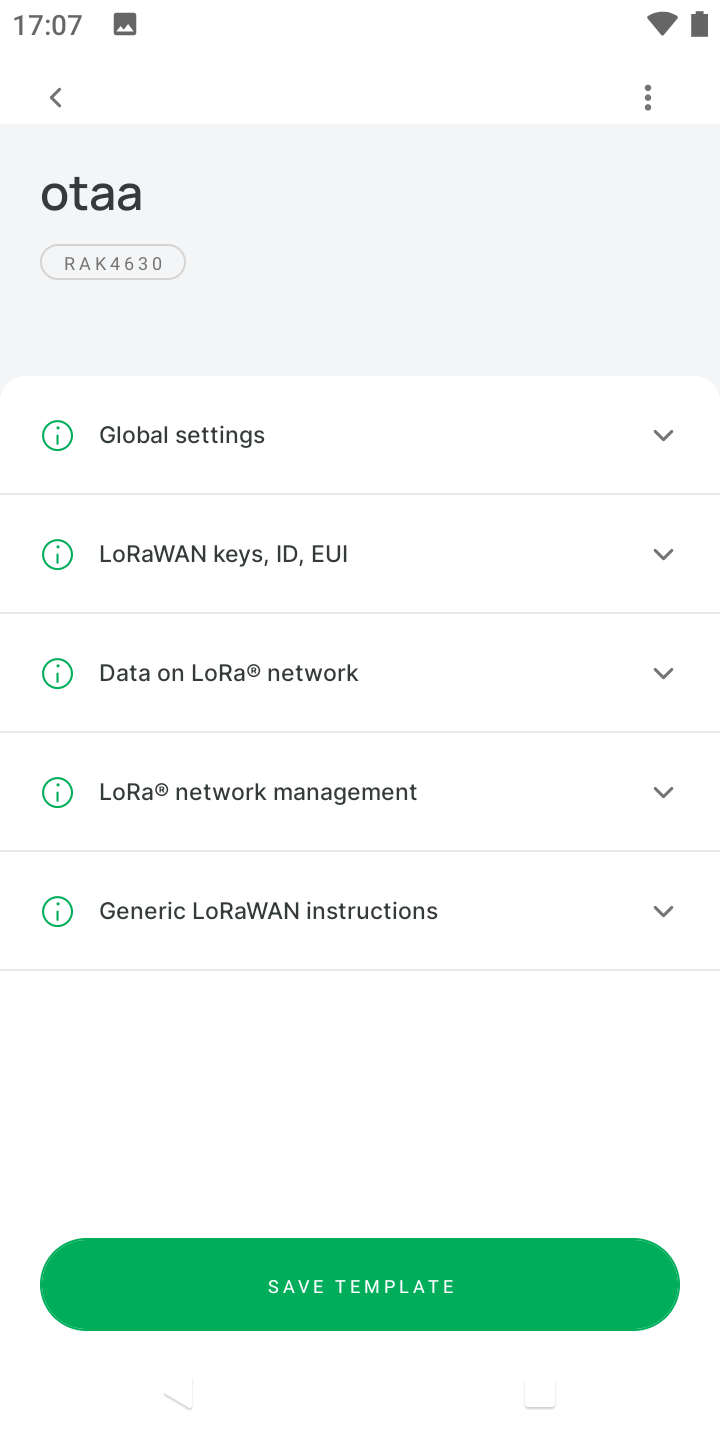 17:07
otaa
RAK4630
Global settings
LoRaWAN keys, ID, EUI
Data on LoRa® network
LoRa® network management
Generic LoRaWAN instructions
SAVE TEMPLATE